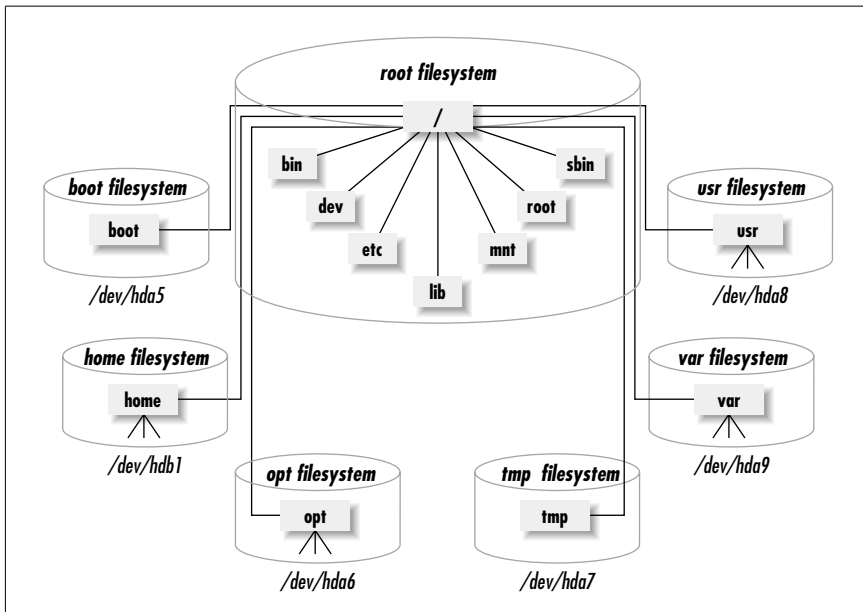 root filesystem
/
bin
sbin
dev
root
etc
mnt
lib
boot filesystem
boot
/dev/hda5
usr filesystem
usr
/dev/hda8
home filesystem
home
/dev/hdb1
var filesystem
var
/dev/hda9
opt filesystem
opt
/dev/hda6
tmp filesystem
tmp
/dev/hda7